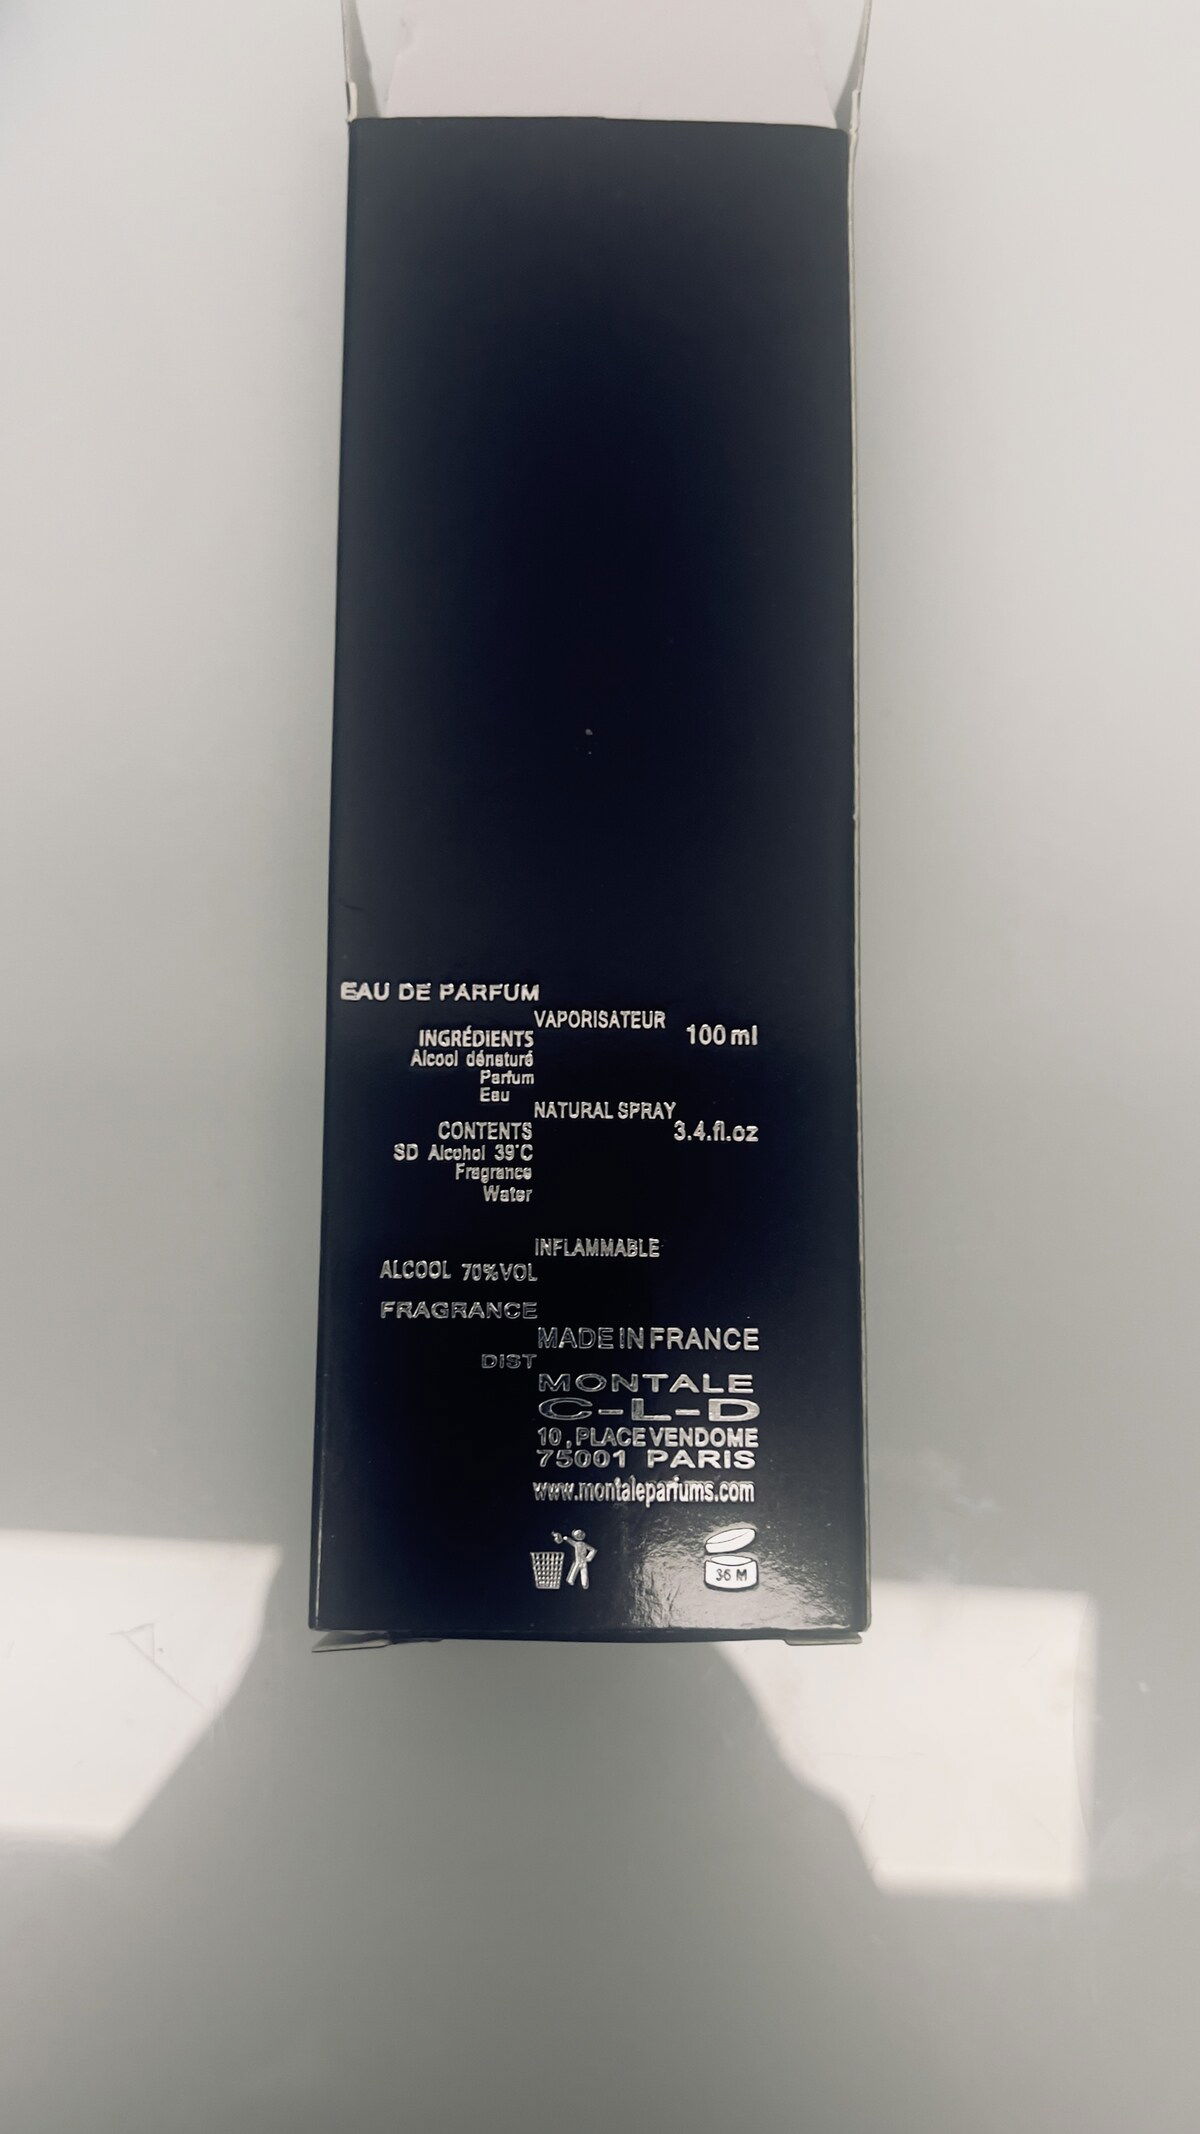 EAU DE PARFUM
VAPORISATEUR
100 ml
INGRÉDIENTS
Alcool dénaturé
Parfum
Eau
NATURAL SPRAY
3.4.fl.oz
CONTENTS
SD Alcohol 39°C
Fragrance
Water
INFLAMMABLE
ALCOOL 70%VOL
FRAGRANCE
MADE IN FRANCE
DIST
MONTALE
C-L-D
10, PLACE VENDOME
75001 PARIS
www.montaleparfums.com
36 M